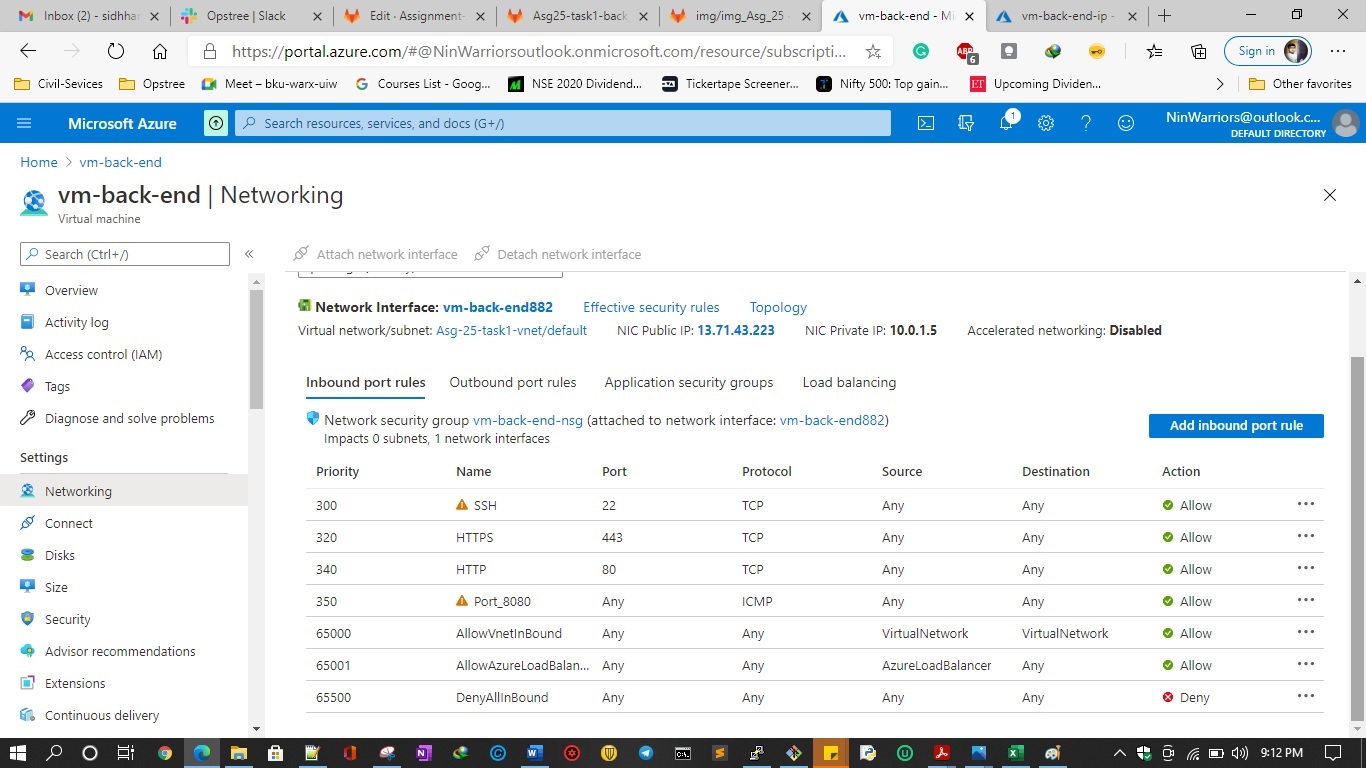 Inbox (2) - sidhhar
Opstree | Slack
Edit · Assignment-
Asg25-task1-back
img/img_Asg_25 ·
vm-back-end - Mi
vm-back-end-ip -
https://portal.azure.com/#@NinWarriorsoutlook.onmicrosoft.com/resource/subscripti...
ABP
6
Sign in
Civil-Sevices
Opstree
Meet – bku-warx-uiw
Courses List - Goog...
NSE 2020 Dividend...
Tickertape Screener...
Nifty 500: Top gain...
ET
Upcoming Dividen...
Other favorites
Microsoft Azure
Search resources, services, and docs (G+/)
1
NinWarriors@outlook.c...
DEFAULT DIRECTORY
Home > vm-back-end
vm-back-end | Networking
Virtual machine
Search (Ctrl+/)
«
Attach network interface
Detach network interface
Overview
Activity log
Access control (IAM)
Tags
Diagnose and solve problems
Settings
Networking
Connect
Disks
Size
Security
Advisor recommendations
Extensions
Continuous delivery
Network Interface: vm-back-end882 Effective security rules Topology
Virtual network/subnet: Asg-25-task1-vnet/default NIC Public IP: 13.71.43.223 NIC Private IP: 10.0.1.5 Accelerated networking: Disabled
Inbound port rules Outbound port rules Application security groups Load balancing
Network security group vm-back-end-nsg (attached to network interface: vm-back-end882)
Impacts 0 subnets, 1 network interfaces
Add inbound port rule
Priority Name Port Protocol Source Destination Action
300 SSH 22 TCP Any Any Allow ···
320 HTTPS 443 TCP Any Any Allow ···
340 HTTP 80 TCP Any Any Allow ···
350 Port_8080 Any ICMP Any Any Allow ···
65000 AllowVnetInBound Any Any VirtualNetwork VirtualNetwork Allow ···
65001 AllowAzureLoadBalan... Any Any AzureLoadBalancer Any Allow ···
65500 DenyAllInBound Any Any Any Any Deny ···
9:12 PM